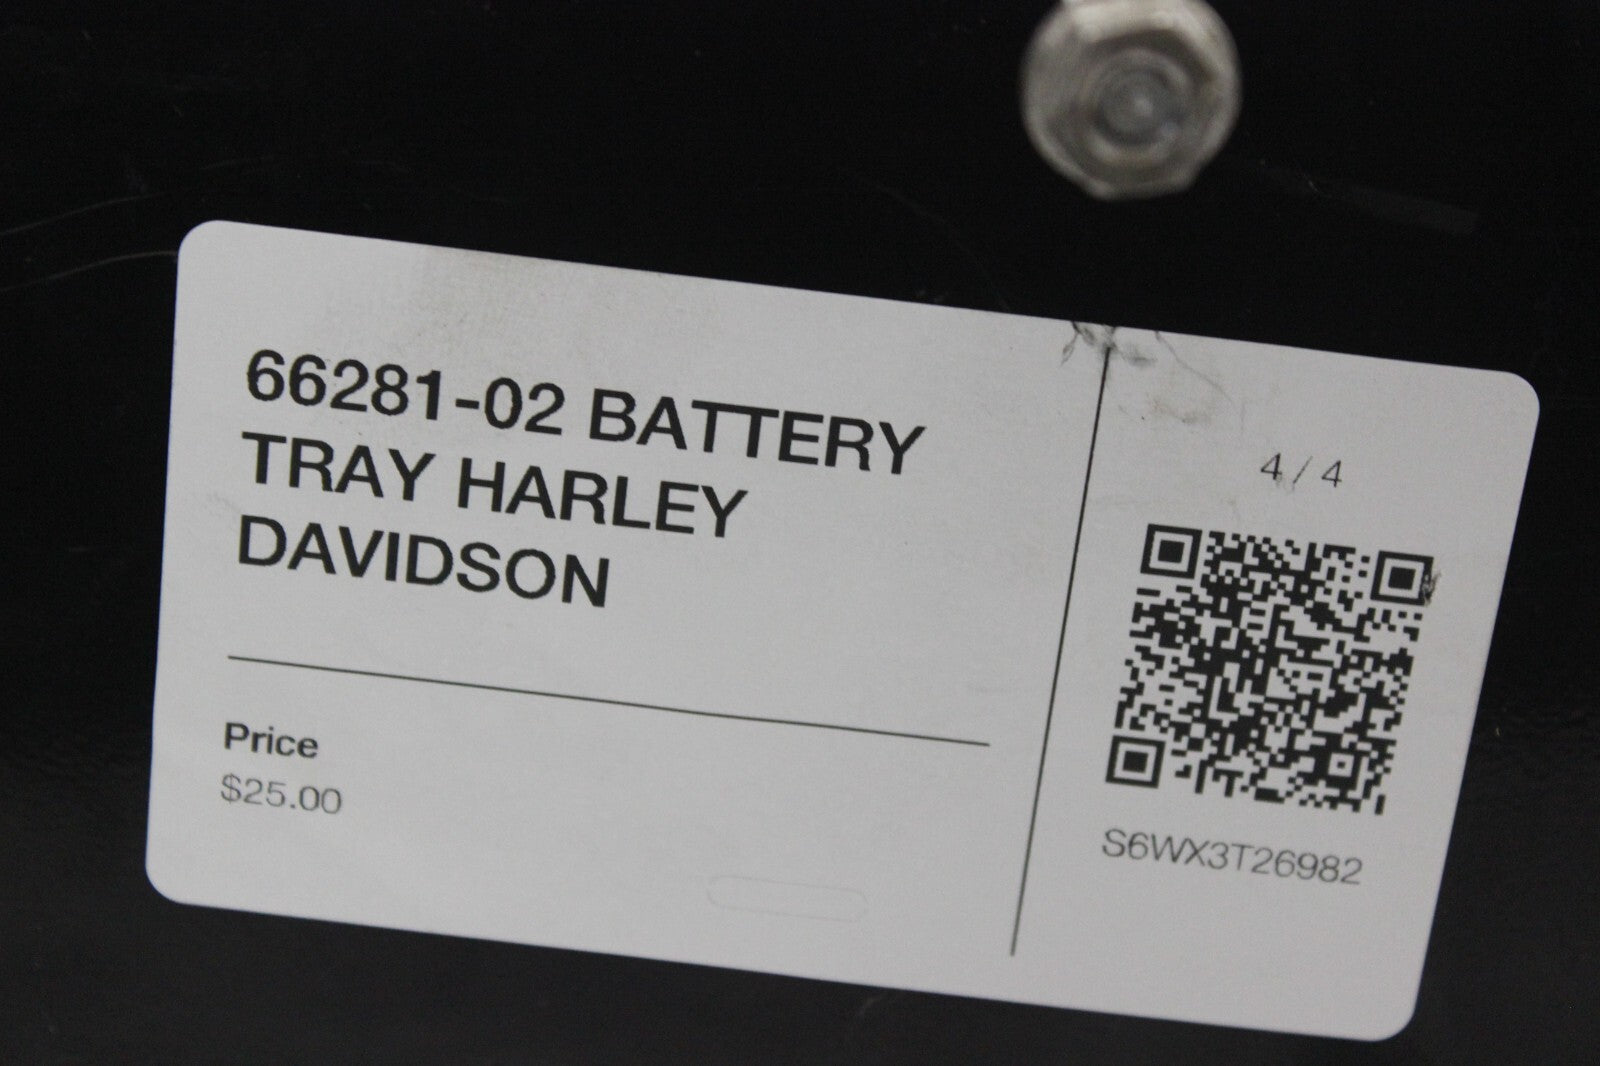 66281-02 BATTERY
TRAY HARLEY
DAVIDSON
Price
$25.00
4 / 4
S6WX3T26982